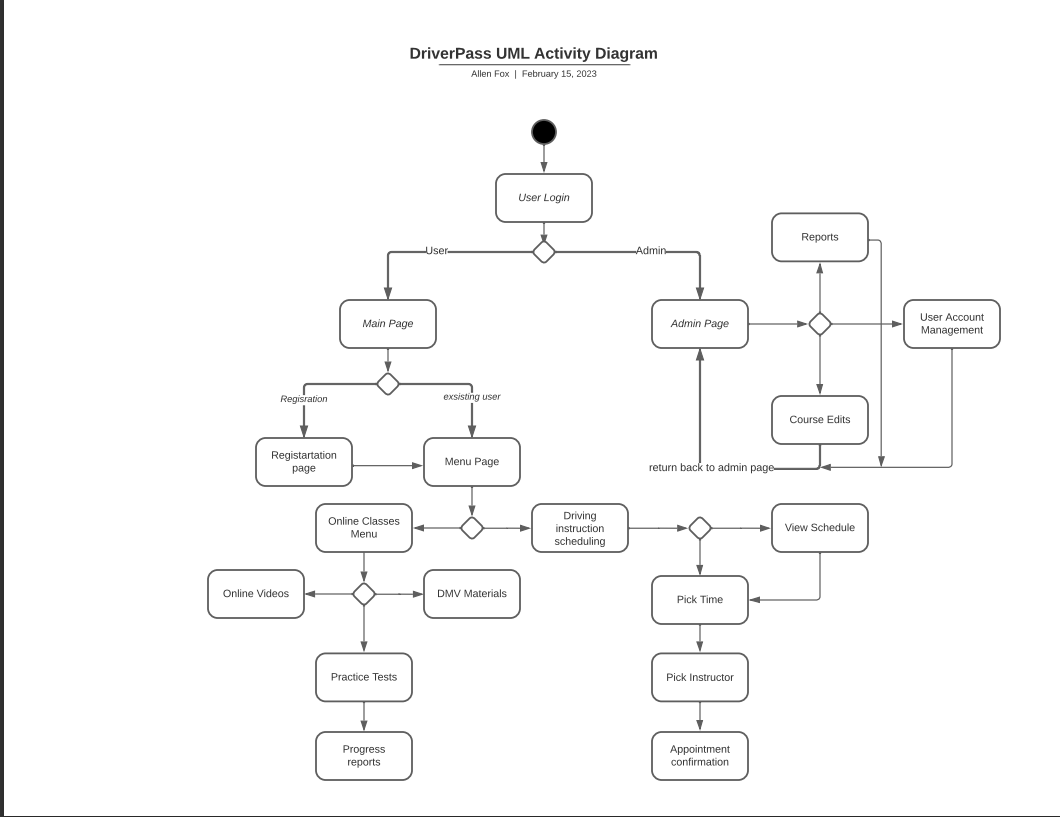 DriverPass UML Activity Diagram
Allen Fox | February 15, 2023
User Login
Reports
User
Admin
Main Page
Admin Page
User Account
Management
Regisration
exsisting user
Course Edits
Registartation
page
Menu Page
return back to admin page
Online Classes
Menu
Driving
instruction
scheduling
View Schedule
Online Videos
DMV Materials
Pick Time
Practice Tests
Pick Instructor
Progress
reports
Appointment
confirmation